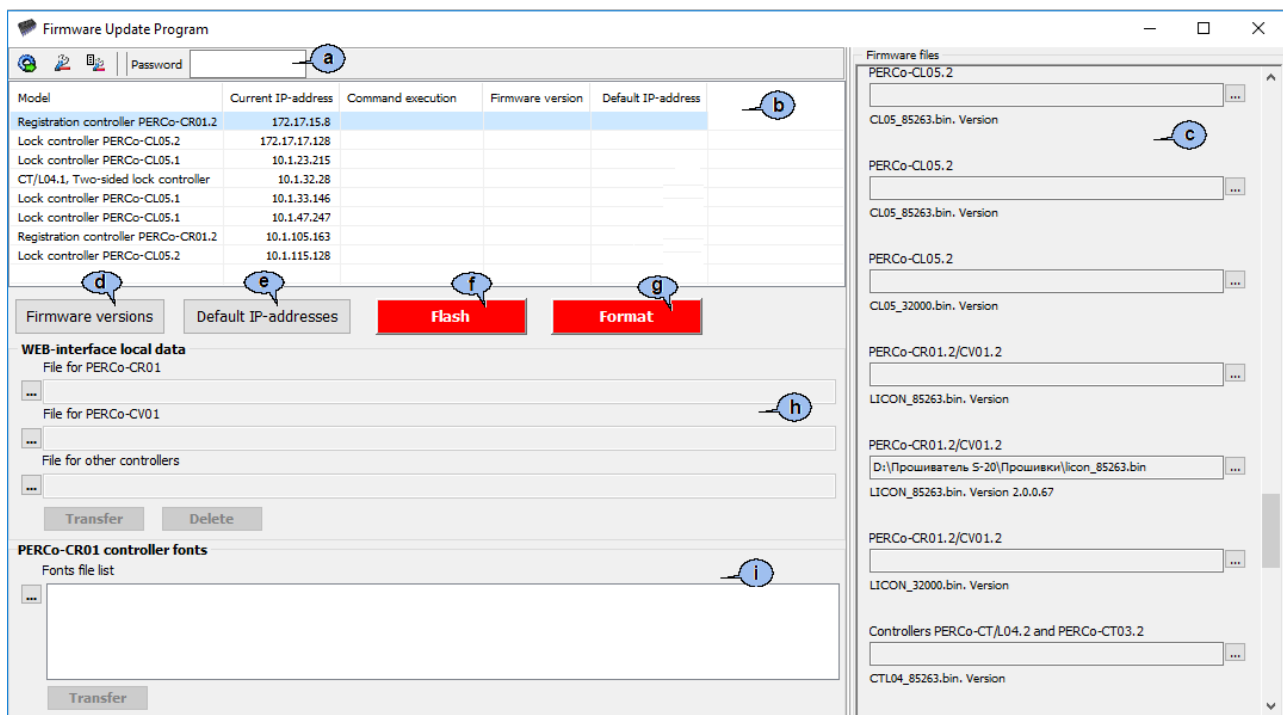 Firmware Update Program
Password
a
Model Current IP-address Command execution Firmware version Default IP-address
b
Registration controller PERCo-CR01.2 172.17.15.8
Lock controller PERCo-CL05.2 172.17.17.128
Lock controller PERCo-CL05.1 10.1.23.215
CT/L04.1, Two-sided lock controller 10.1.32.28
Lock controller PERCo-CL05.1 10.1.33.146
Lock controller PERCo-CL05.1 10.1.47.247
Registration controller PERCo-CR01.2 10.1.105.163
Lock controller PERCo-CL05.2 10.1.115.128
d e f g
Firmware versions Default IP-addresses Flash Format
WEB-interface local data
File for PERCo-CR01
...
h
File for PERCo-CV01
...
File for other controllers
...
Transfer Delete
PERCo-CR01 controller fonts
Fonts file list
i
...
Transfer
Firmware files
PERCo-CL05.2
...
CL05_85263.bin. Version
c
PERCo-CL05.2
...
CL05_85263.bin. Version
PERCo-CL05.2
...
CL05_32000.bin. Version
PERCo-CR01.2/CV01.2
...
LICON_85263.bin. Version
PERCo-CR01.2/CV01.2
D:\Прошиватель S-20\Прошивки\licon_85263.bin ...
LICON_85263.bin. Version 2.0.0.67
PERCo-CR01.2/CV01.2
...
LICON_32000.bin. Version
Controllers PERCo-CT/L04.2 and PERCo-CT03.2
...
CTL04_85263.bin. Version